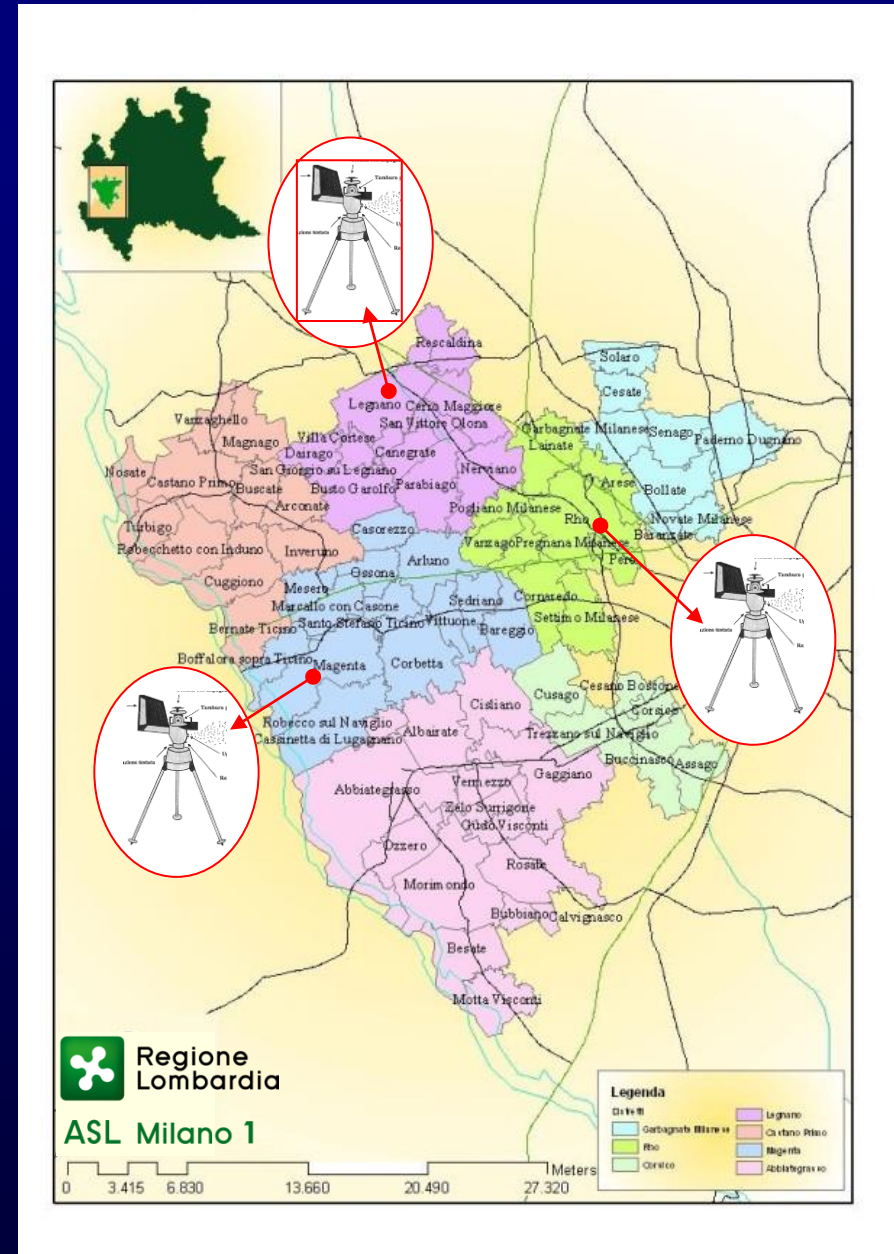 Tamburo
zione ventata
Rescaldina
Solaro
Cesate
Legnano Cerro Maggiore
San Vittore Olona
Vanzaghello
Magnago
Villa Cortese
Dairago
Canegrate
Garbagnate Milanese
Senago
Paderno Dugnano
Lainate
Nosate
Castano Primo
Buscate
San Giorgio su Legnano
Busto Garolfo
Parabiago
Nerviano
Arese
Bollate
Arconate
Pogliano Milanese
Rho
Novate Milanese
Baranzate
Turbigo
Robecchetto con Induno
Inveruno
Casorezzo
Vanzago
Pregnana Milanese
Pero
Arluno
Ossona
Cuggiono
Mesero
Marcallo con Casone
Sedriano
Cornaredo
Bernate Ticino
Santo Stefano Ticino
Vittuone
Bareggio
Settimo Milanese
Boffalora sopra Ticino
Magenta
Corbetta
Cusago
Cesano Boscone
Cisliano
Corsico
Robecco sul Naviglio
Cassinetta di Lugagnano
Albairate
Trezzano sul Naviglio
Buccinasco
Assago
Tamburo
Tamburo
Abbiategrasso
Vermezzo
Gaggiano
Zelo Surrigone
Gudo Visconti
Ozzero
Rosate
Morimondo
Bubbiano
Calvignasco
Besate
Motta Visconti
Regione
Lombardia
ASL Milano 1
Legenda
Distretti
Garbagnate Milanese
Rho
Corsico
Legnano
Castano Primo
Magenta
Abbiategrasso
0 3.415 6.830 13.660 20.490 27.320 Meters